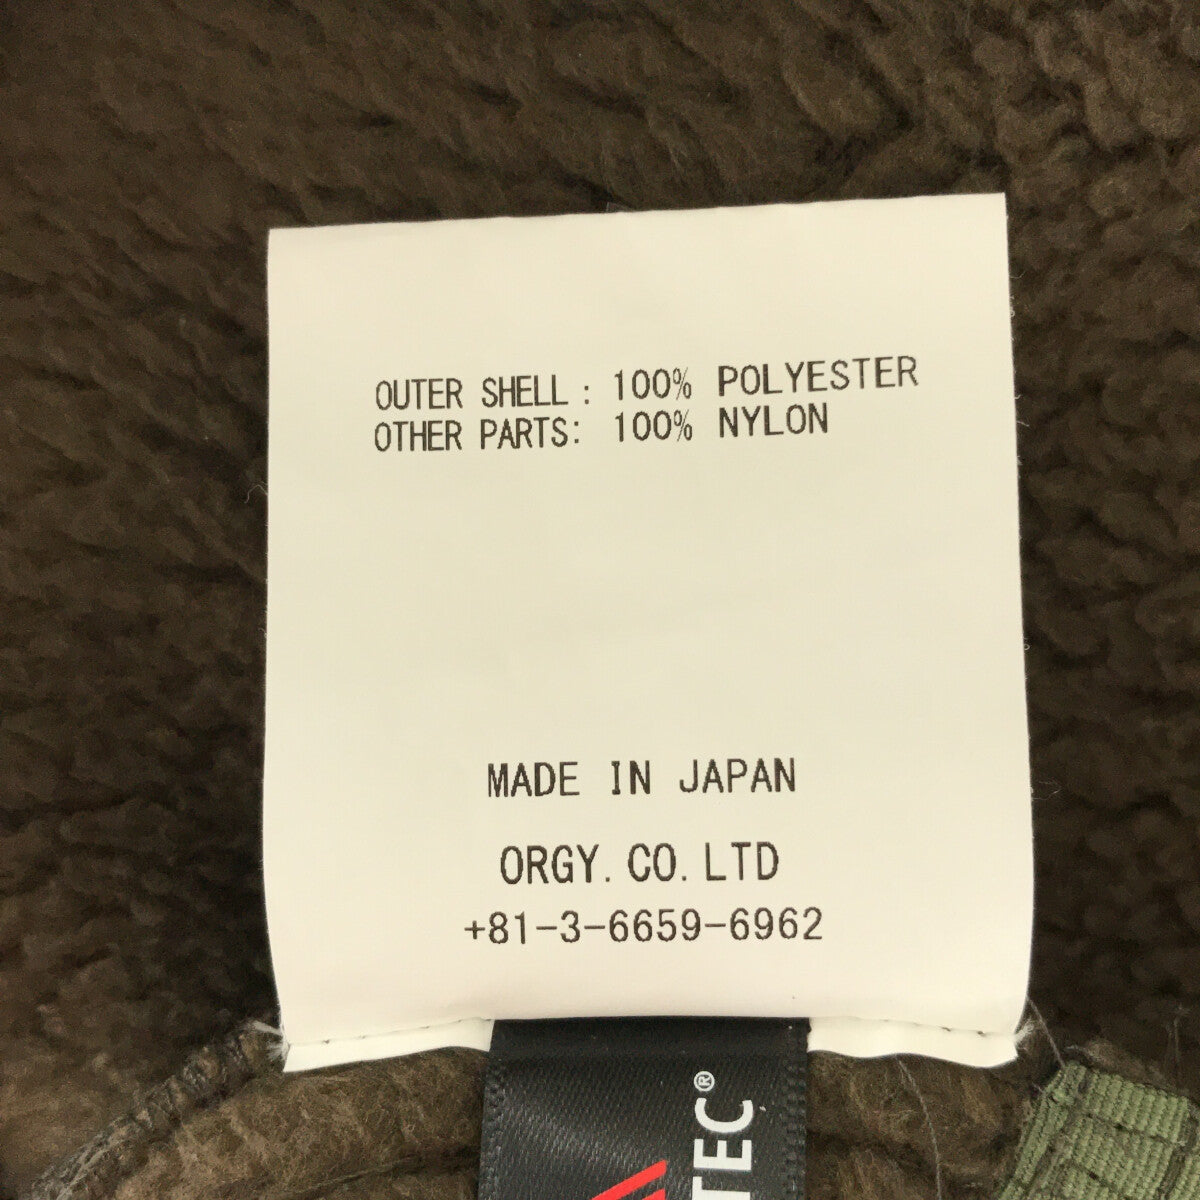 OUTER SHELL : 100% POLYESTER
OTHER PARTS: 100% NYLON
MADE IN JAPAN
ORGY. CO. LTD
+81-3-6659-6962
TEC®